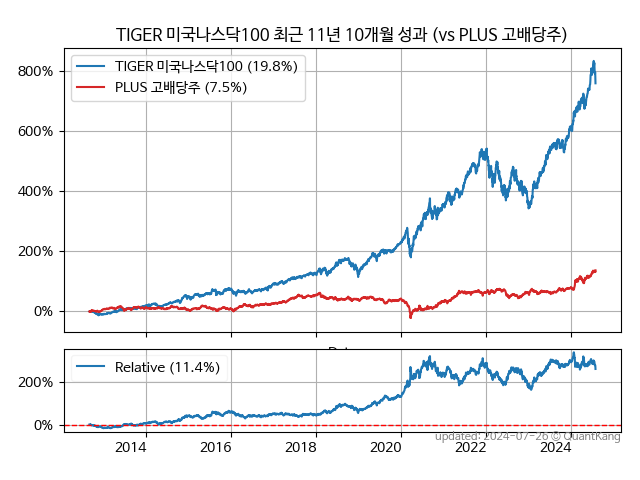 TIGER 미국나스닥100 최근 11년 10개월 성과 (vs PLUS 고배당주)
TIGER 미국나스닥100 (19.8%)
PLUS 고배당주 (7.5%)
800%
600%
400%
200%
0%
Relative (11.4%)
200%
0%
2014 2016 2018 2020 2022 2024
updated: 2024-07-26 © QuantKang